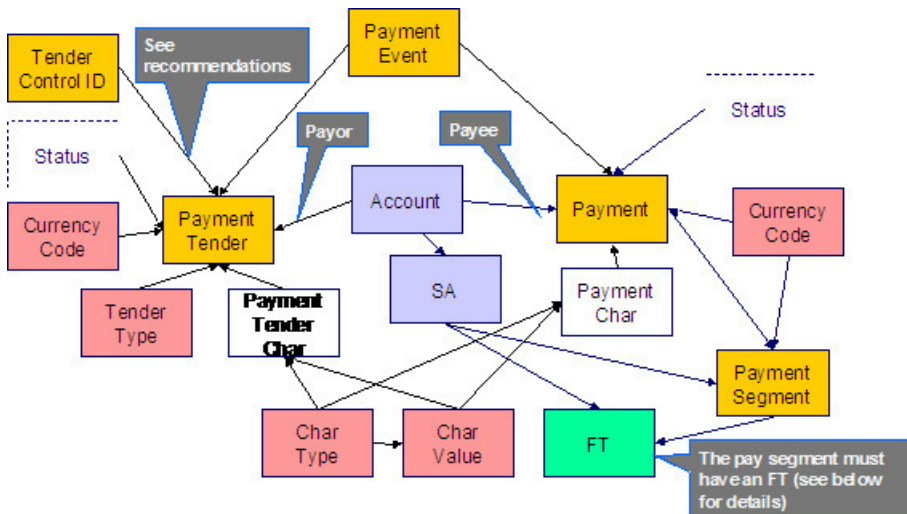 Payment
Event
See
recommendations
Tender
Control ID
Status
Status
Payor
Payee
Currency
Code
Payment
Tender
Account
Payment
Currency
Code
Tender
Type
Payment
Tender
Char
SA
Payment
Char
Payment
Segment
Char
Type
Char
Value
FT
The pay segment must
have an FT (see below
for details)